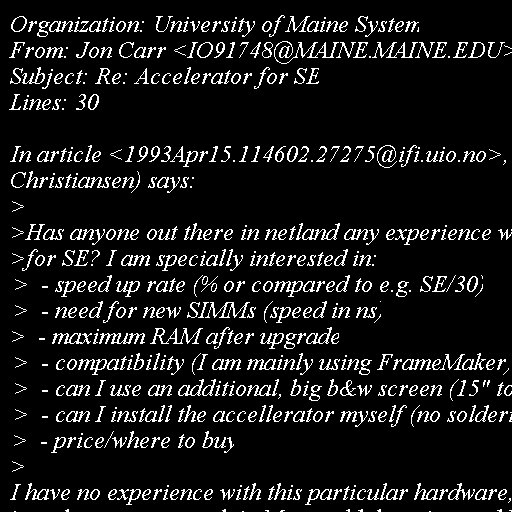 Organization: University of Maine System
From: Jon Carr <IO91748@MAINE.MAINE.EDU>
Subject: Re: Accelerator for SE
Lines: 30

In article <1993Apr15.114602.27275@ifi.uio.no>,
Christiansen) says:
>
>Has anyone out there in netland any experience
>for SE? I am specially interested in:
> - speed up rate (% or compared to e.g. SE/30)
> - need for new SIMMs (speed in ns)
> - maximum RAM after upgrade
> - compatibility (I am mainly using FrameMaker,
> - can I use an additional, big b&w screen (15" to
> - can I install the accellerator myself (no
> - price/where to buy
>
I have no experience with this particular hardware,